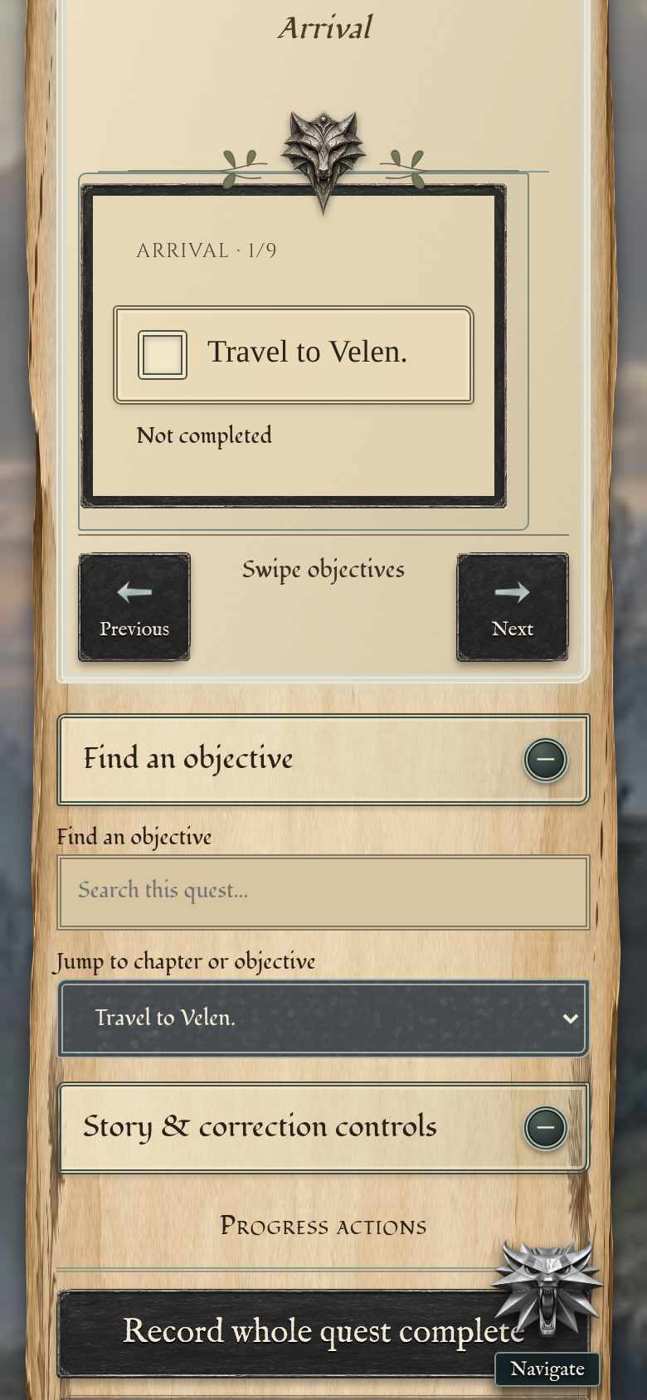 Arrival
ARRIVAL · 1/9
Travel to Velen.
Not completed
Swipe objectives
Previous
Next
Find an objective
Find an objective
Search this quest...
Jump to chapter or objective
Travel to Velen.
Story & correction controls
Progress actions
Record whole quest complete
Navigate